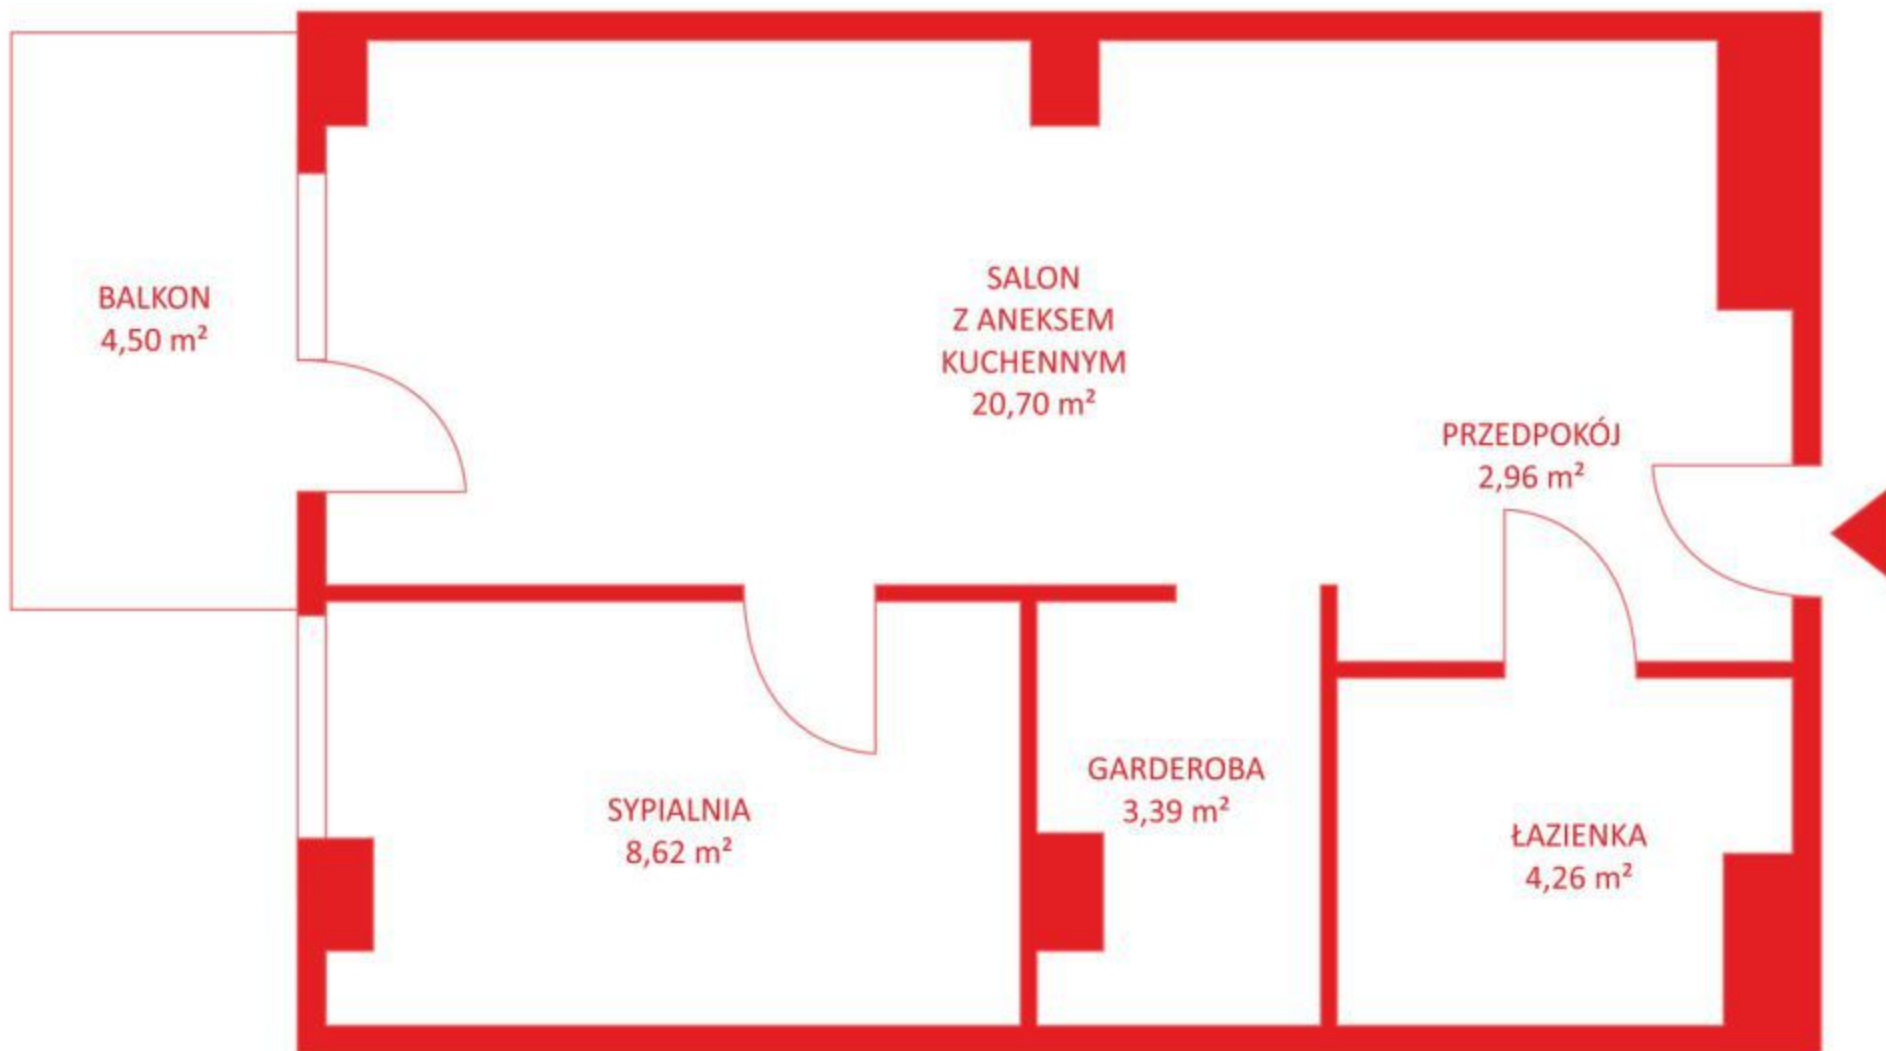 BALKON
4,50 m²
SALON
Z ANEKSEM
KUCHENNYM
20,70 m²
PRZEDPOKÓJ
2,96 m²
SYPIALNIA
8,62 m²
GARDEROBA
3,39 m²
ŁAZIENKA
4,26 m²